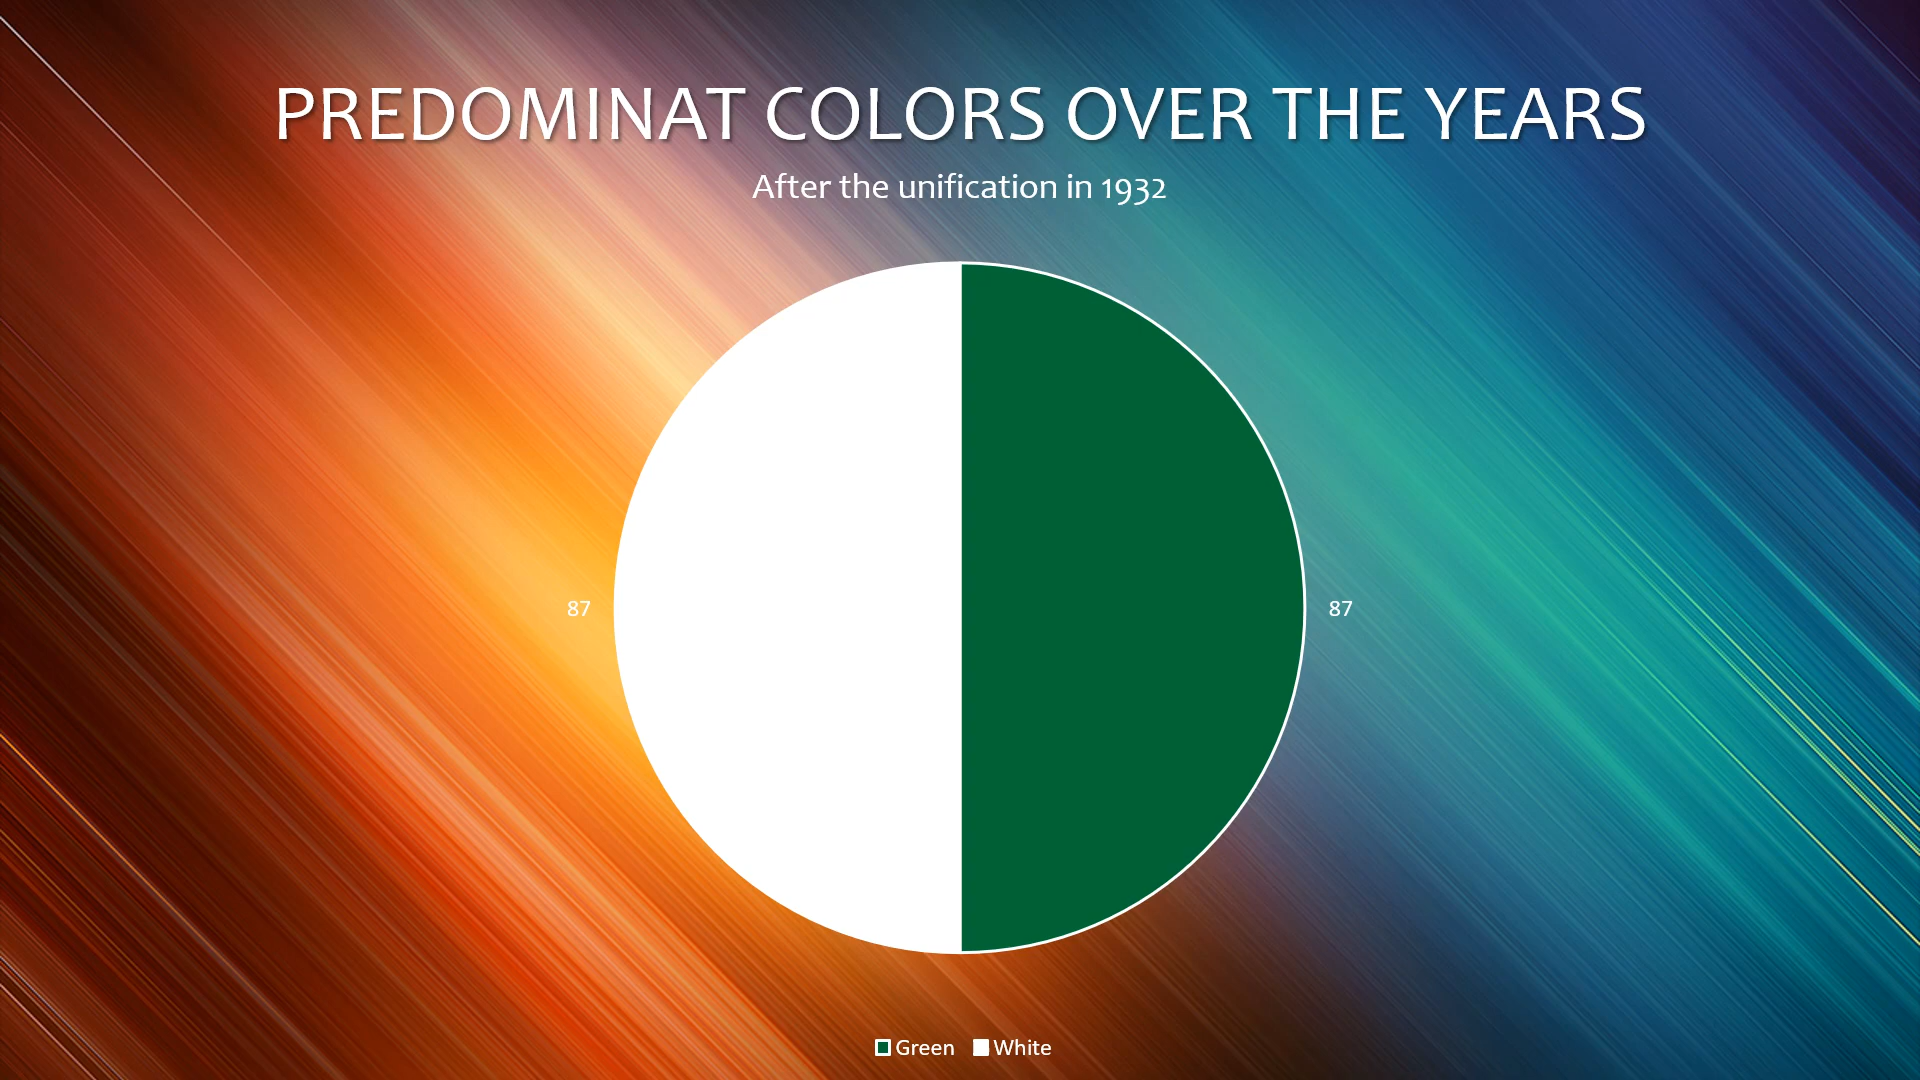 PREDOMINAT COLORS OVER THE YEARS
After the unification in 1932
87
87
Green
White